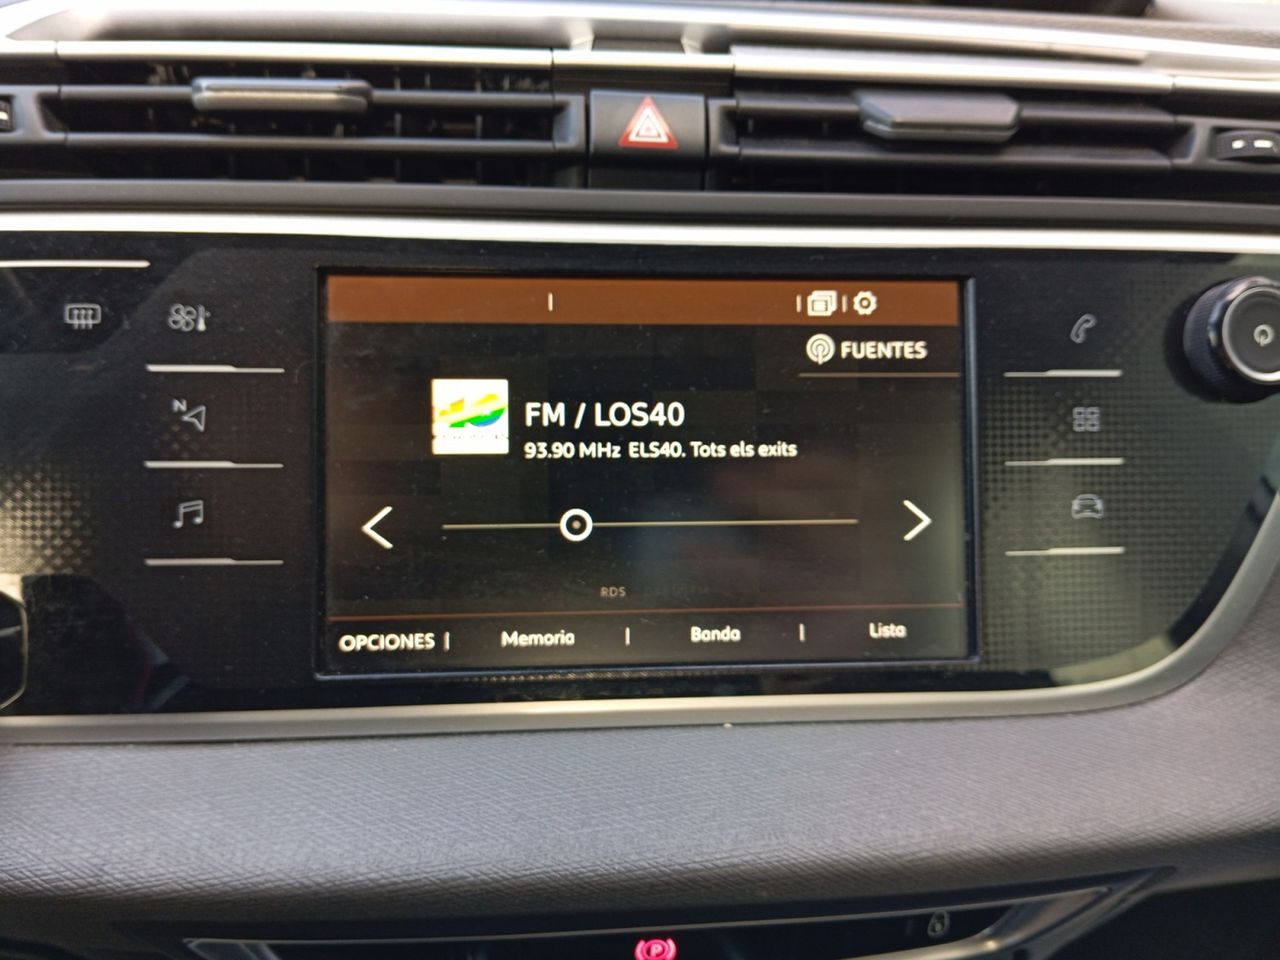 FUENTES
FM / LOS40
93.90 MHz ELS40. Tots els exits
RDS
OPCIONES | Memoria | Banda | Lista
N
P